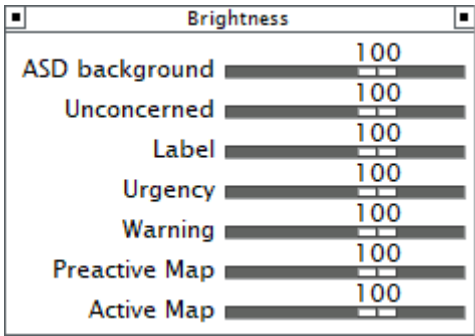 Brightness
100
ASD background
100
Unconcerned
100
Label
100
Urgency
100
Warning
100
Preactive Map
100
Active Map